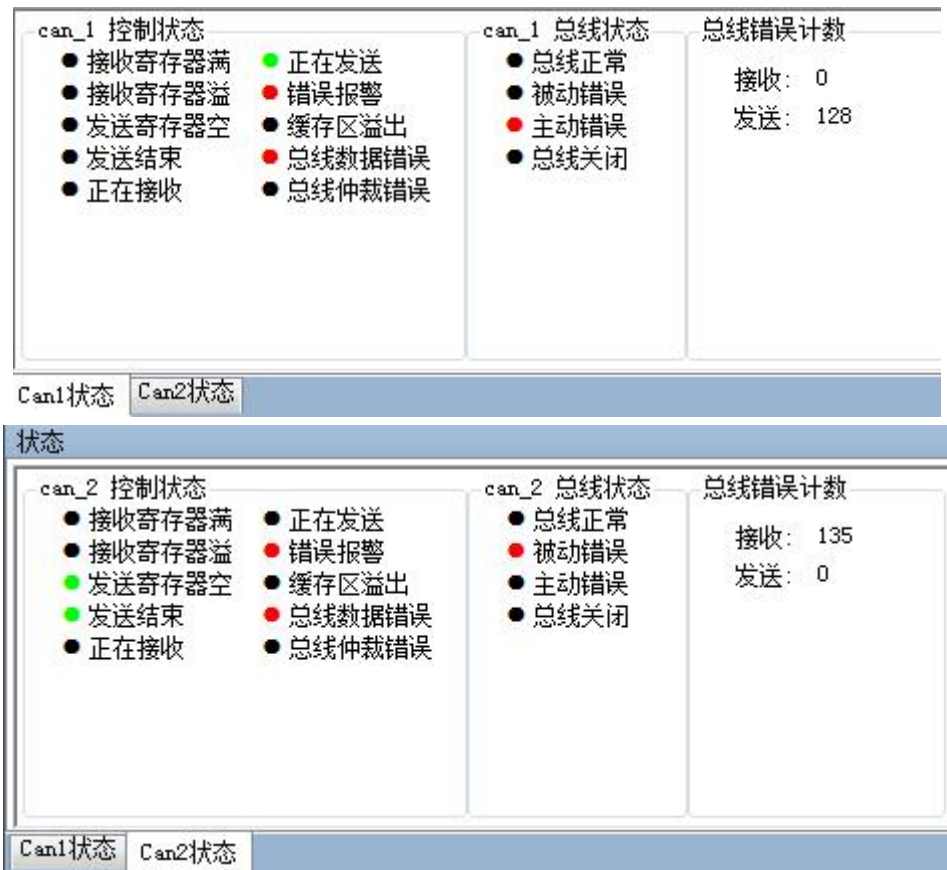 can_1 控制状态 can_1 总线状态 总线错误计数
接收寄存器满 正在发送 总线正常 接收: 0
接收寄存器溢 错误报警 被动错误 发送: 128
发送寄存器空 缓存区溢出 主动错误
发送结束 总线数据错误 总线关闭
正在接收 总线仲裁错误
Can1状态 Can2状态
状态
can_2 控制状态 can_2 总线状态 总线错误计数
接收寄存器满 正在发送 总线正常 接收: 135
接收寄存器溢 错误报警 被动错误 发送: 0
发送寄存器空 缓存区溢出 主动错误
发送结束 总线数据错误 总线关闭
正在接收 总线仲裁错误
Can1状态 Can2状态